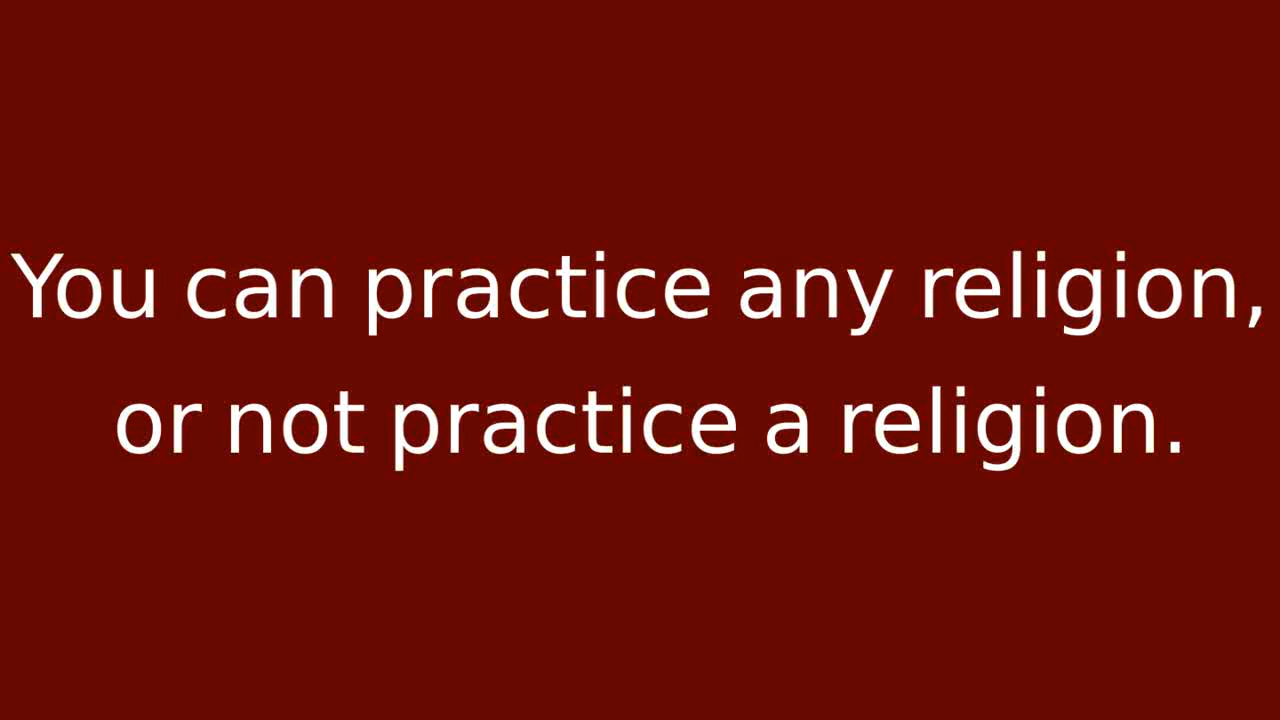 You can practice any religion,
or not practice a religion.